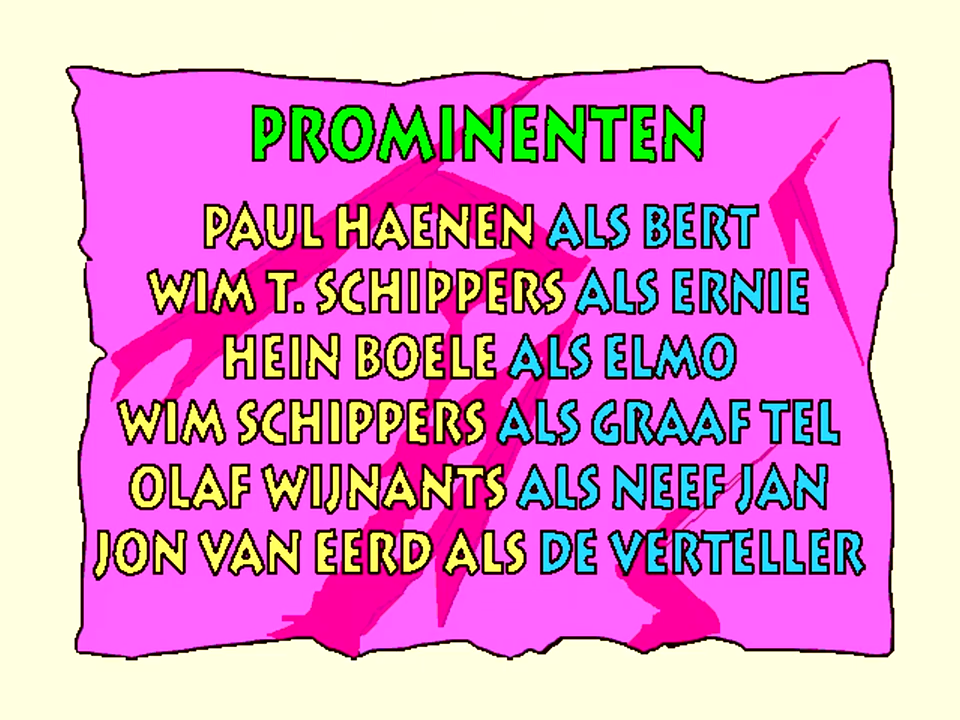 PROMINENTEN
PAUL HAENEN ALS BERT
WIM T. SCHIPPERS ALS ERNIE
HEIN BOELE ALS ELMO
WIM SCHIPPERS ALS GRAAF TEL
OLAF WIJNANTS ALS NEEF JAN
JON VAN EERD ALS DE VERTELLER